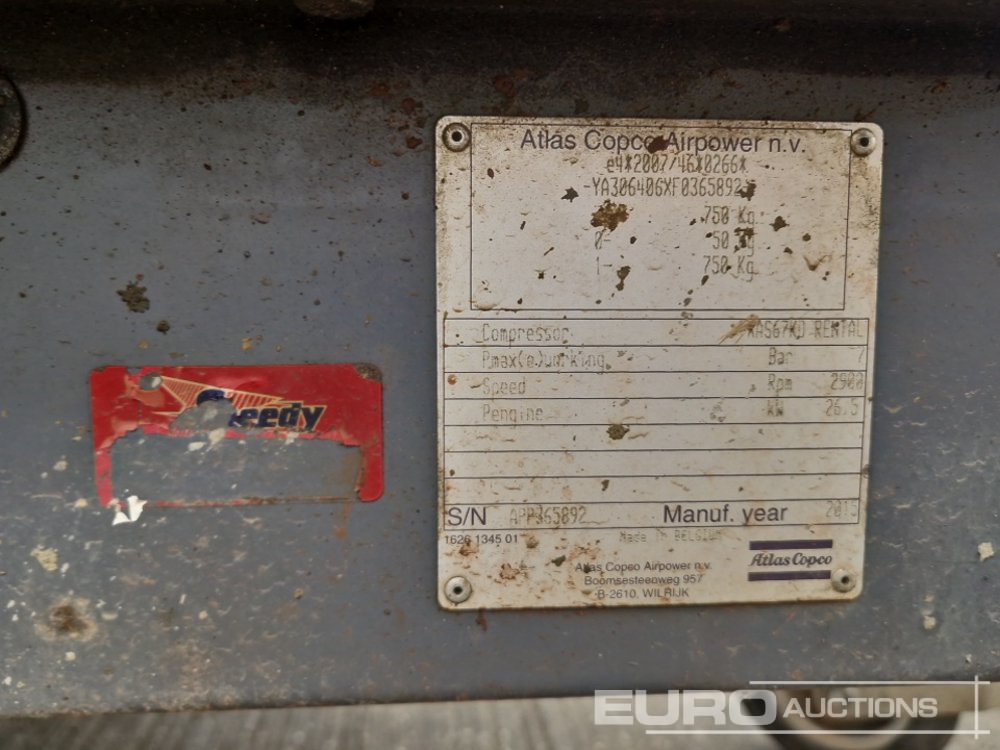 Atlas Copco Airpower n.v.
e4*2007/46*0266*
-YA306406XF0365892
750 Kg
0- 50 Kg
1- 750 Kg
Compressor XAS67KD RENTAL
Pmax(e)working Bar 7
Speed Rpm 2900
Pengine kW 26.5
S/N APP365892 Manuf. year 2015
1626 1345 01 Made in BELGIUM
Atlas Copco
Atlas Copco Airpower n.v.
Boomsesteenweg 957
B-2610, WILRIJK
Speedy
EURO AUCTIONS